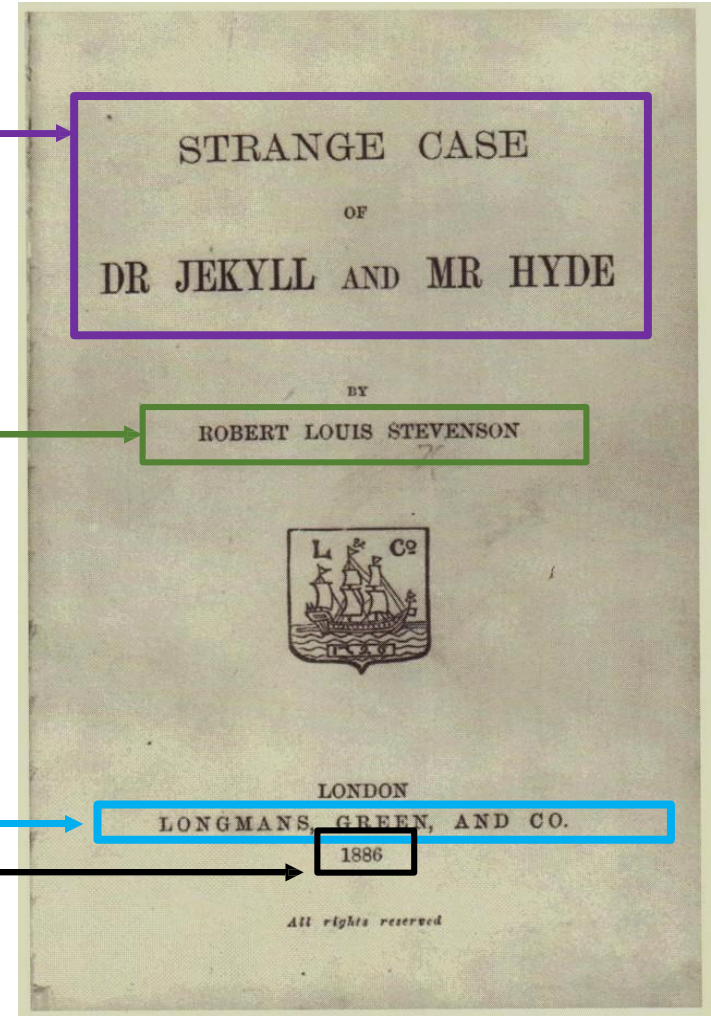 STRANGE CASE
OF
DR JEKYLL AND MR HYDE
BY
ROBERT LOUIS STEVENSON
L & Co
LONDON
LONGMANS, GREEN, AND CO.
1886
All rights reserved